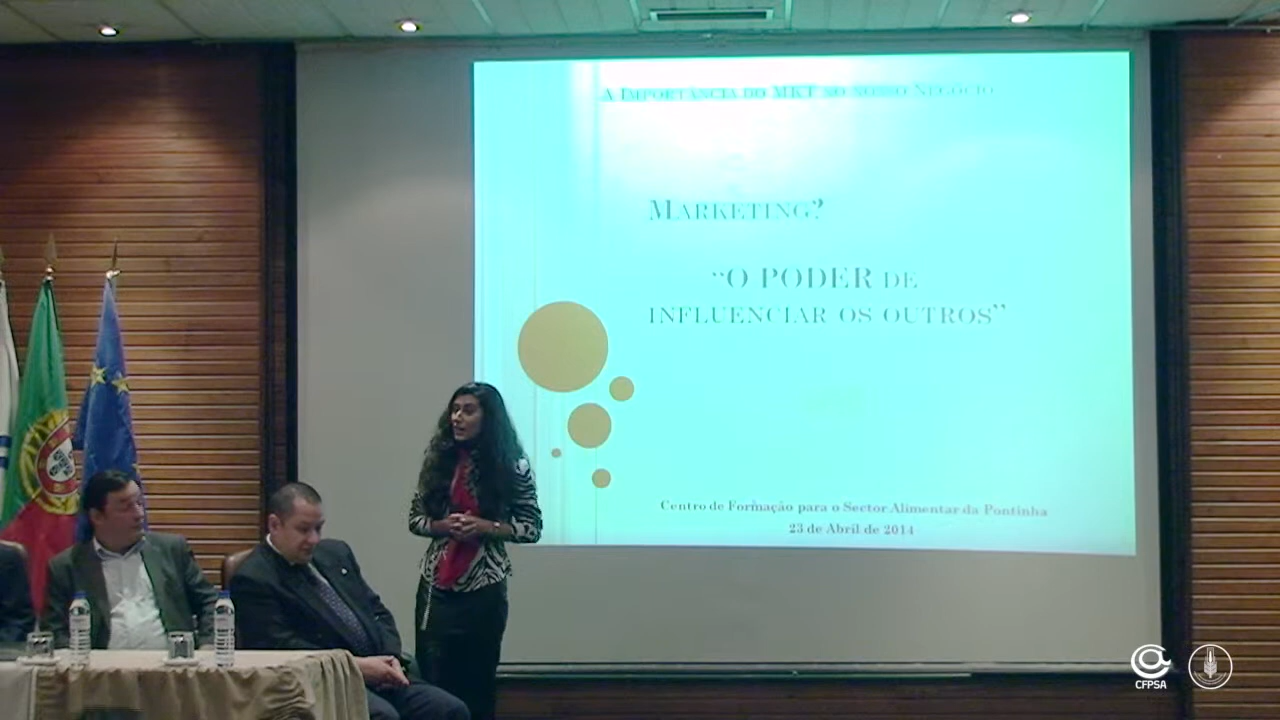 A IMPORTÂNCIA DO MKT NO NOSSO NEGÓCIO
MARKETING?
“O PODER DE
INFLUENCIAR OS OUTROS”
Centro de Formação para o Sector Alimentar da Pontinha
23 de Abril de 2014
CFPSA